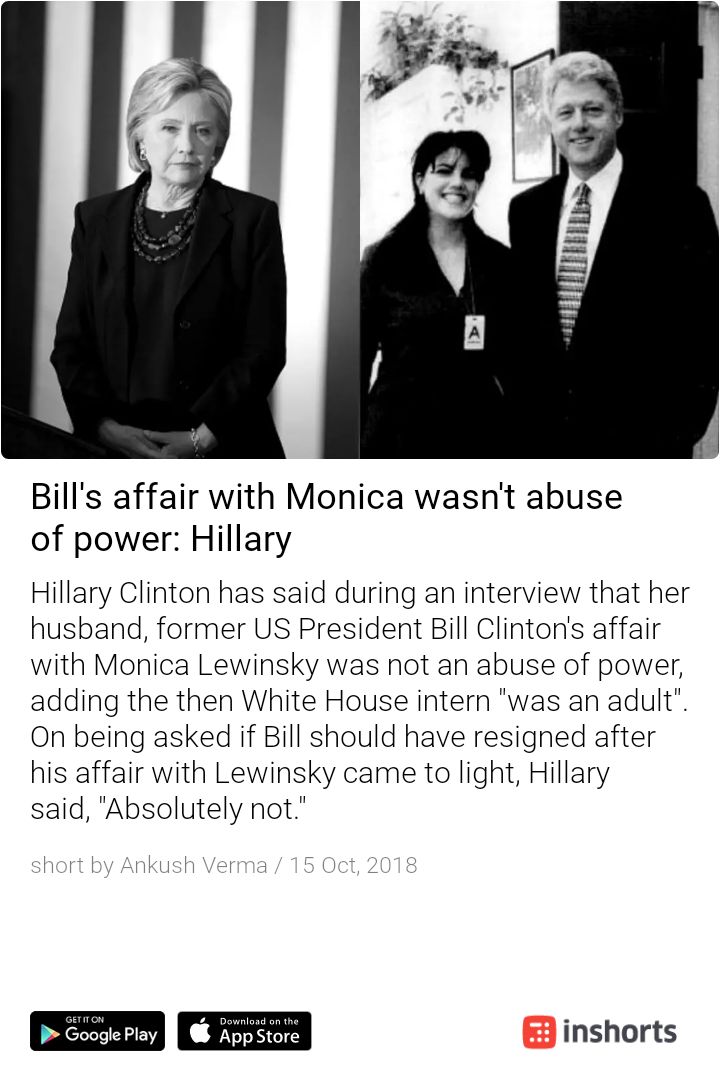 A
Bill's affair with Monica wasn't abuse
of power: Hillary
Hillary Clinton has said during an interview that her
husband, former US President Bill Clinton's affair
with Monica Lewinsky was not an abuse of power,
adding the then White House intern "was an adult".
On being asked if Bill should have resigned after
his affair with Lewinsky came to light, Hillary
said, "Absolutely not."
short by Ankush Verma / 15 Oct, 2018
GET IT ON
Google Play
Download on the
App Store
inshorts